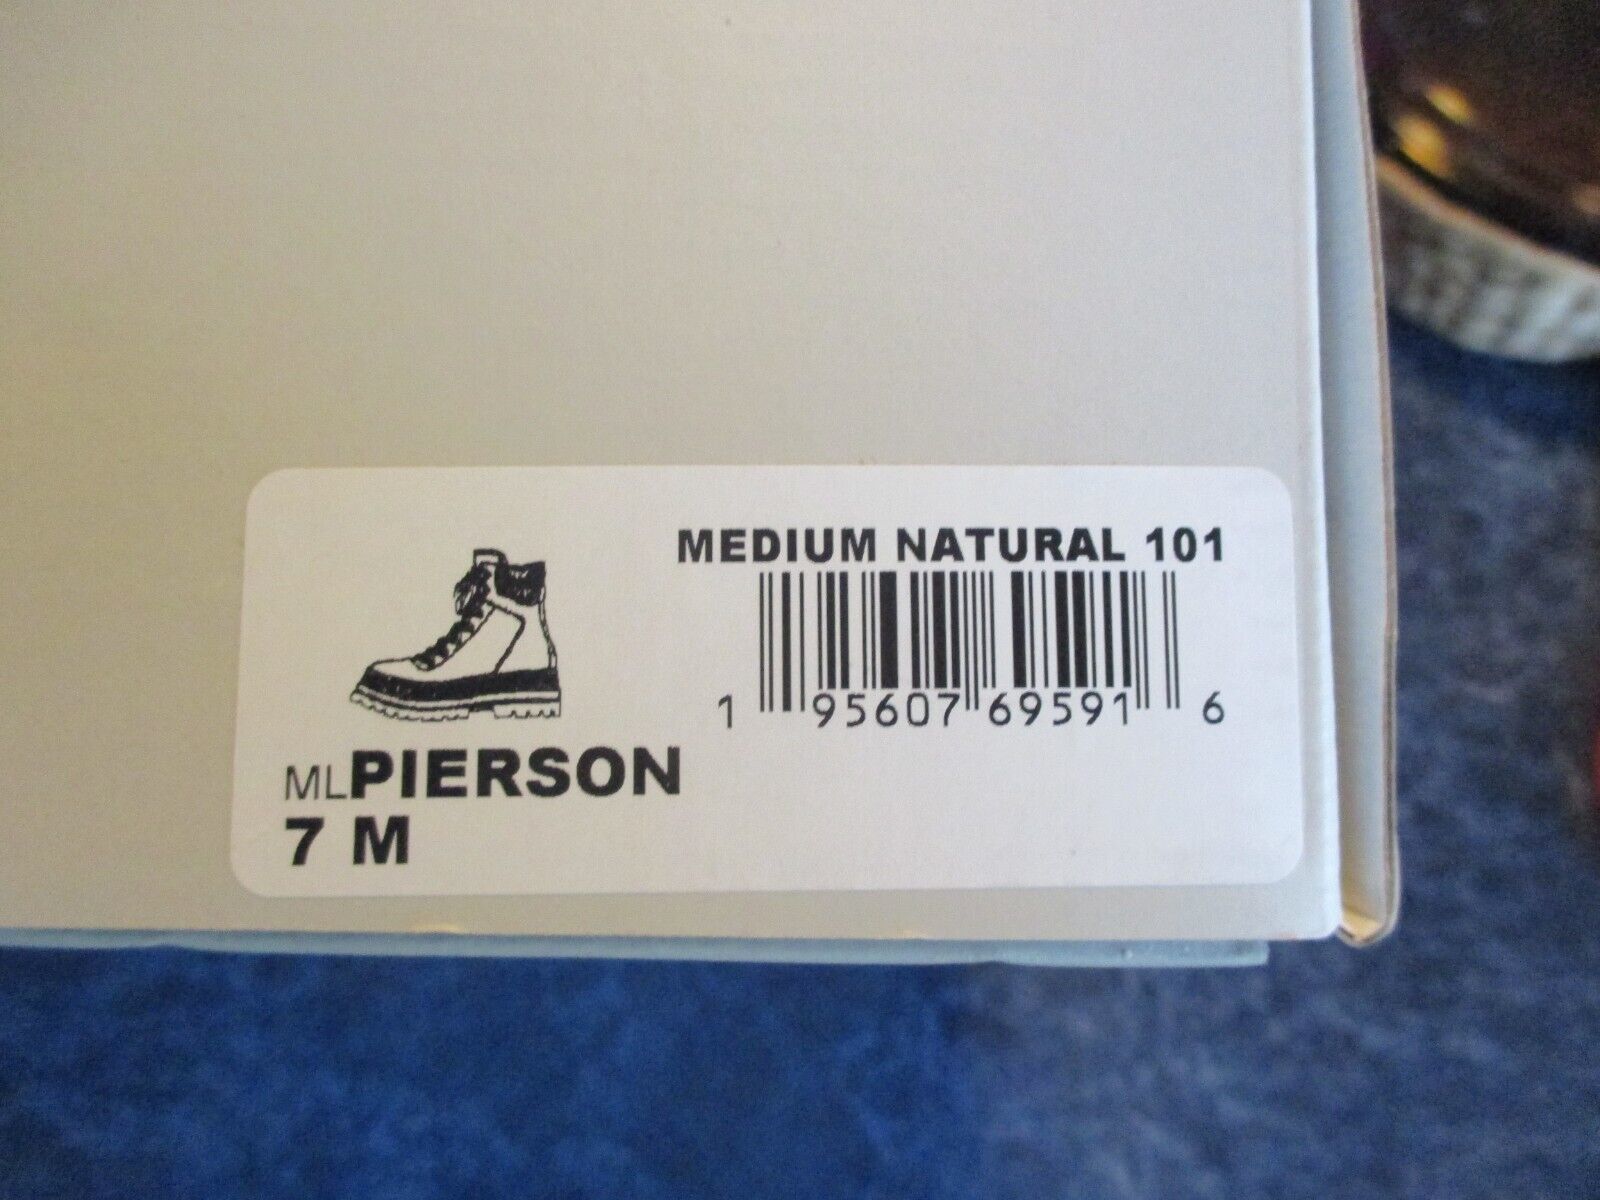 MEDIUM NATURAL 101
1 95607 69591 6
MLPIERSON
7 M